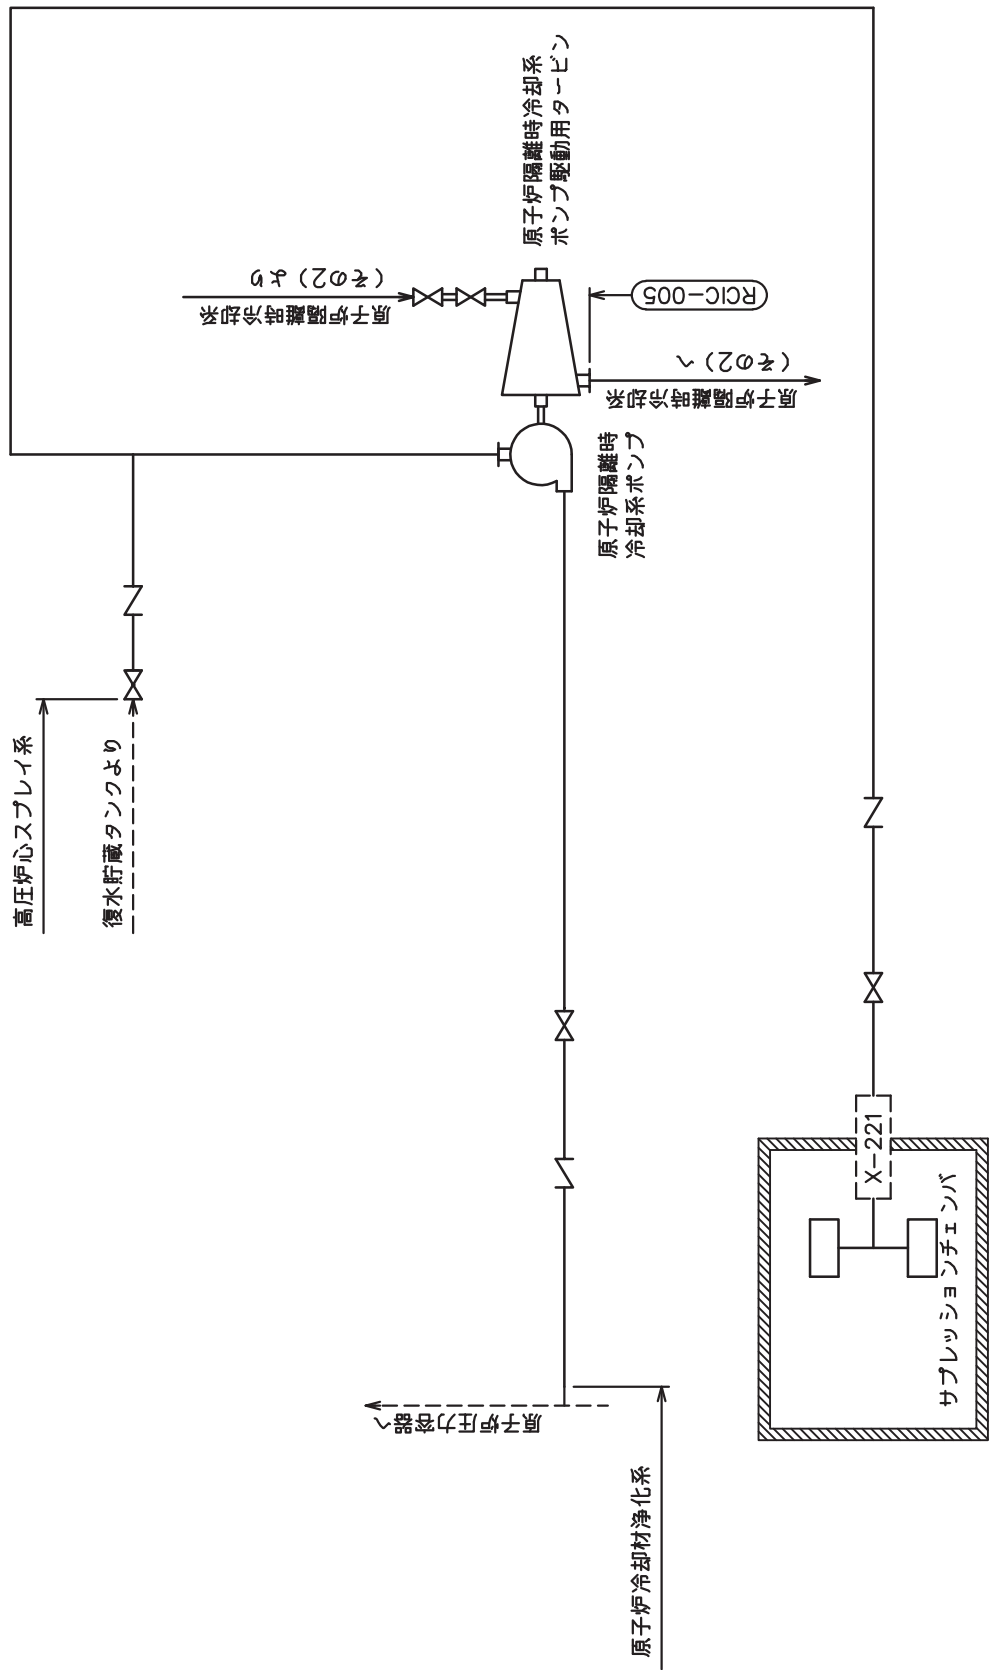 原子炉隔離時冷却系
ポンプ駆動用タービン
(その2)より
原子炉隔離時冷却系
RCIC-005
(その2)へ
原子炉隔離時冷却系
原子炉隔離時
冷却系ポンプ
高圧炉心スプレイ系
復水貯蔵タンクより
X-221
サプレッションチェンバ
原子炉圧力容器へ
原子炉冷却材浄化系